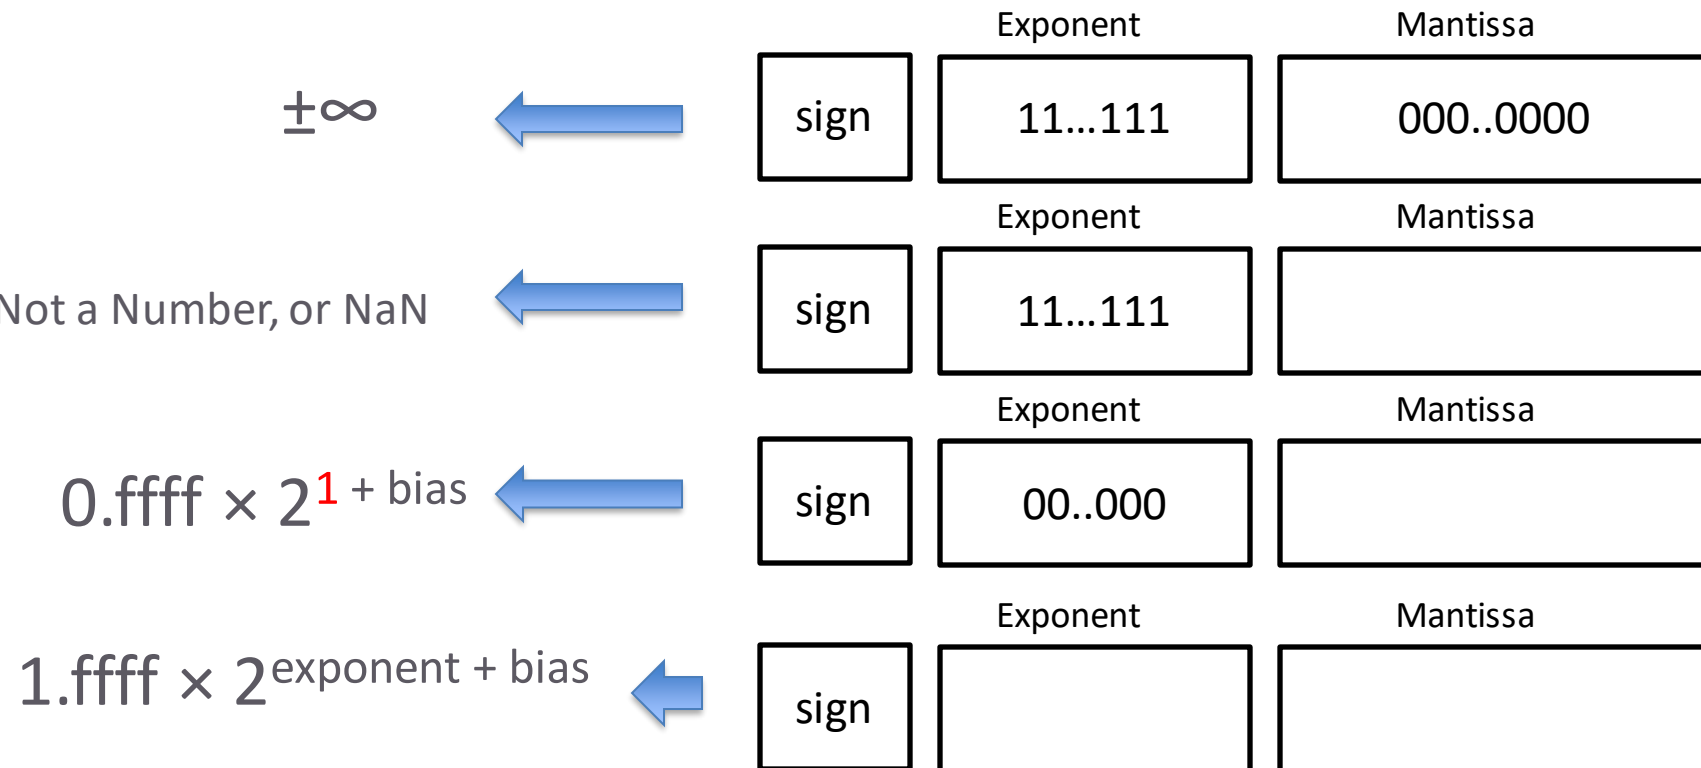 Exponent Mantissa
±∞ sign 11...111 000..0000
Exponent Mantissa
Not a Number, or NaN sign 11...111
Exponent Mantissa
0.ffff × 2^1 + bias sign 00..000
Exponent Mantissa
1.ffff × 2^exponent + bias sign